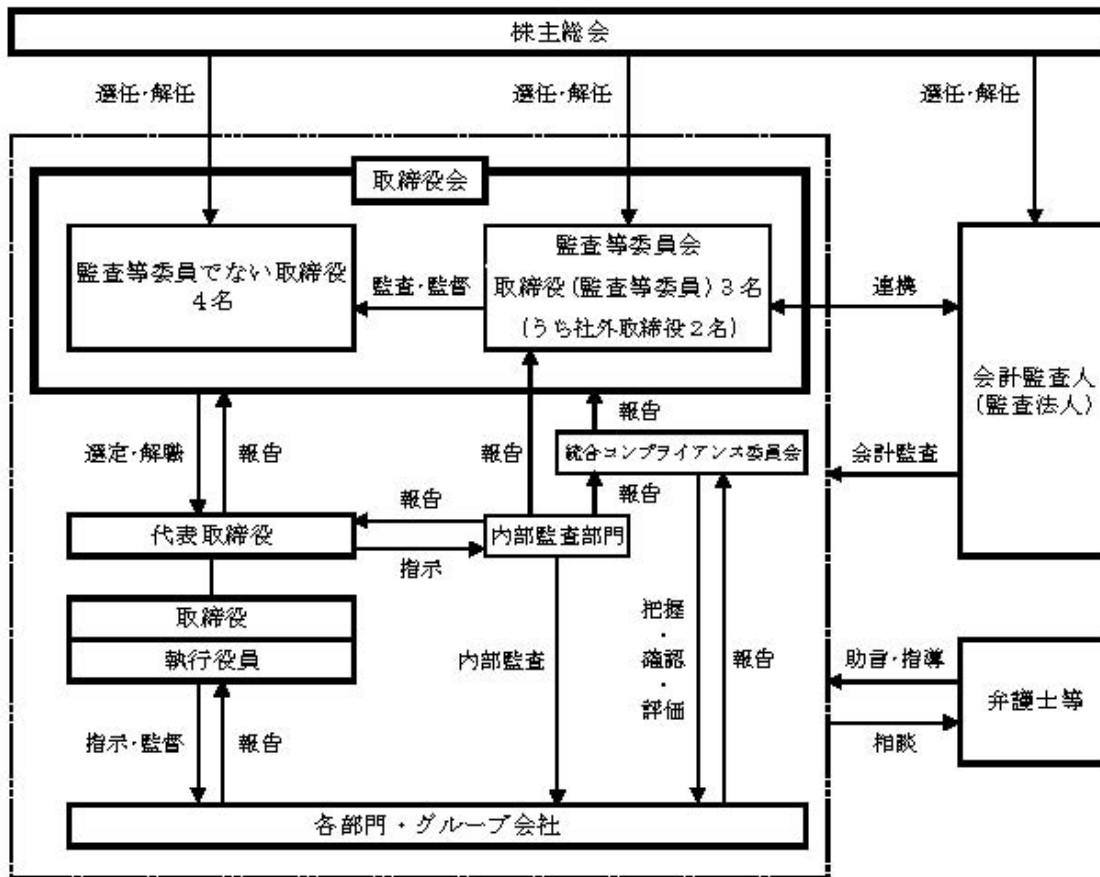 株主総会
選任・解任
選任・解任
選任・解任
取締役会
監査等委員でない取締役
4名
監査・監督
監査等委員会
取締役(監査等委員)3名
(うち社外取締役2名)
連携
会計監査人
(監査法人)
会計監査
選定・解職
報告
報告
報告
統合コンプライアンス委員会
報告
報告
代表取締役
指示
内部監査部門
取締役
執行役員
内部監査
把握
・
確認
・
評価
報告
助言・指導
弁護士等
相談
指示・監督
報告
各部門・グループ会社